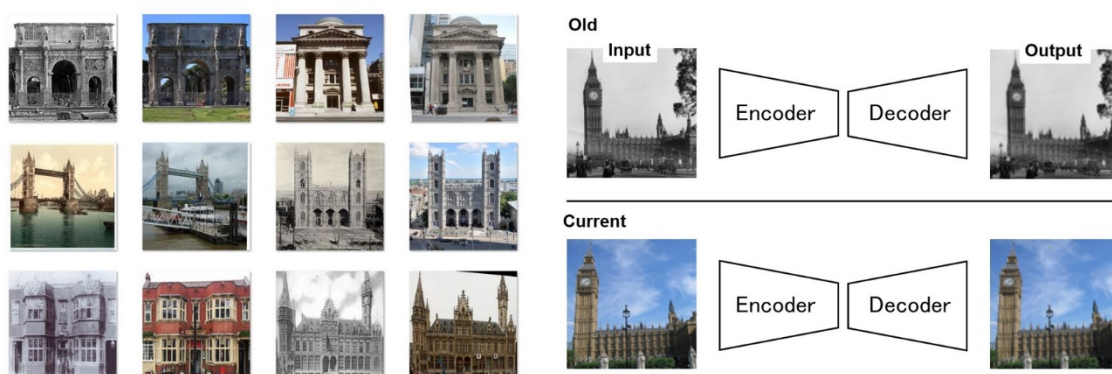 Old
Input
Output
Encoder
Decoder
Current
Encoder
Decoder